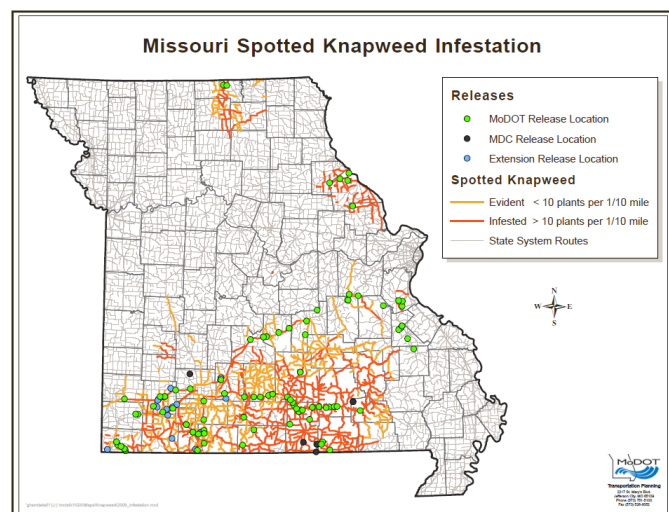 Missouri Spotted Knapweed Infestation
Releases
MoDOT Release Location
MDC Release Location
Extension Release Location
Spotted Knapweed
Evident < 10 plants per 1/10 mile
Infested > 10 plants per 1/10 mile
State System Routes
N
W E
S
MoDOT
Transportation Planning